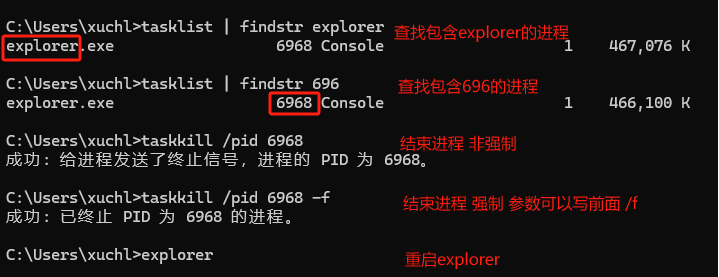 C:\Users\xuchl>tasklist | findstr explorer 查找包含explorer的进程
explorer.exe 6968 Console 1 467,076 K
C:\Users\xuchl>tasklist | findstr 696 查找包含696的进程
explorer.exe 6968 Console 1 466,100 K
C:\Users\xuchl>taskkill /pid 6968 结束进程 非强制
成功: 给进程发送了终止信号，进程的 PID 为 6968。
C:\Users\xuchl>taskkill /pid 6968 -f 结束进程 强制 参数可以写前面 /f
成功: 已终止 PID 为 6968 的进程。
C:\Users\xuchl>explorer 重启explorer